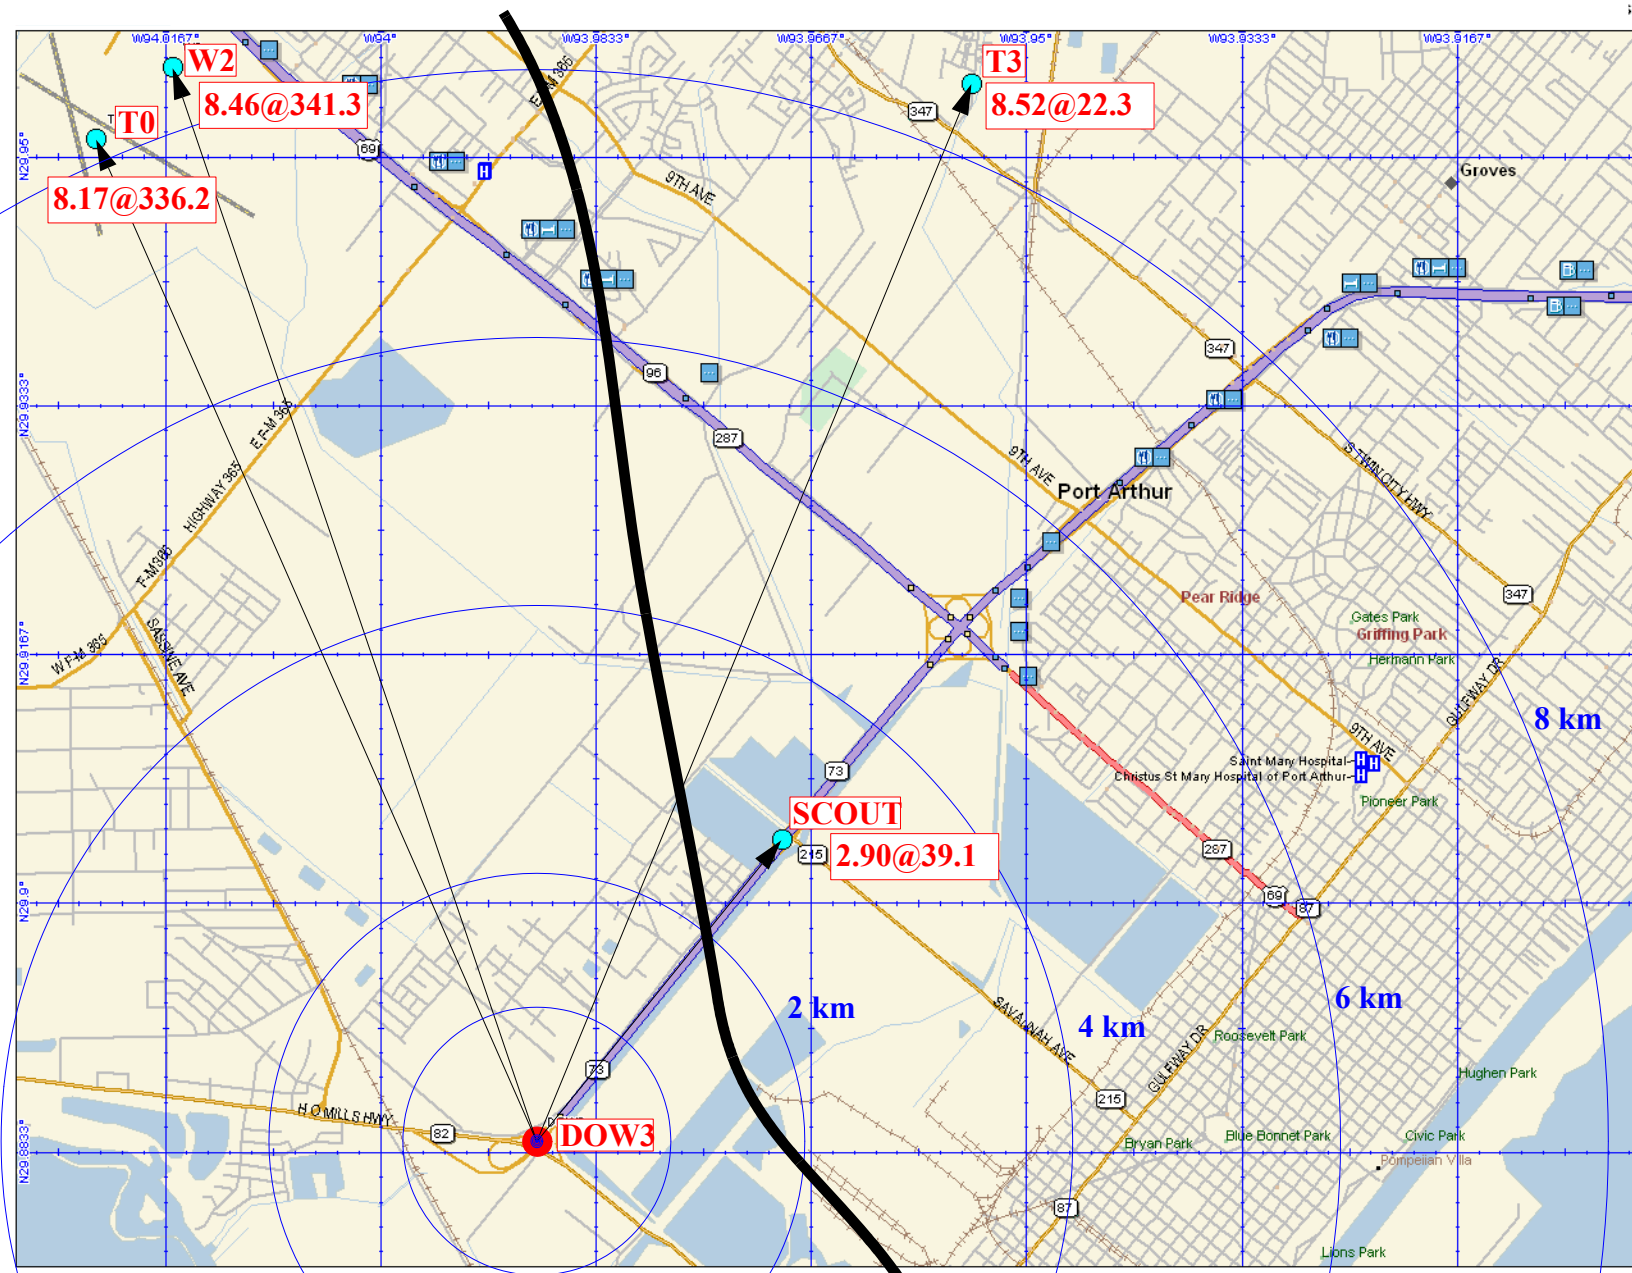 W94.0167°
W94°
W93.9833°
W93.9667°
W93.95°
W93.9333°
W93.9167°
W2
8.46@341.3
T0
8.17@336.2
T3
8.52@22.3
E F-M 365
347
69
N29.95°
H
9TH AVE
Groves
96
347
287
N29.9333°
E F-M 365
HIGHWAY 365
9TH AVE
Port Arthur
S TWIN CITY HWY
F-M 365
Pear Ridge
347
Gates Park
Griffing Park
Hermann Park
W F-M 365
SASSINE AVE
N29.9167°
GULFWAY DR
8 km
9TH AVE
Saint Mary Hospital
Christus St Mary Hospital of Port Arthur
H
H
H
73
Pioneer Park
SCOUT
215
2.90@39.1
287
69
87
N29.9°
2 km
4 km
6 km
SAVANNAH AVE
GULFWAY DR
Roosevelt Park
73
Hughen Park
215
H O MILLS HWY
82
DOW3
Bryan Park
Blue Bonnet Park
Civic Park
Pompeiian Villa
N29.8833°
87
Lions Park